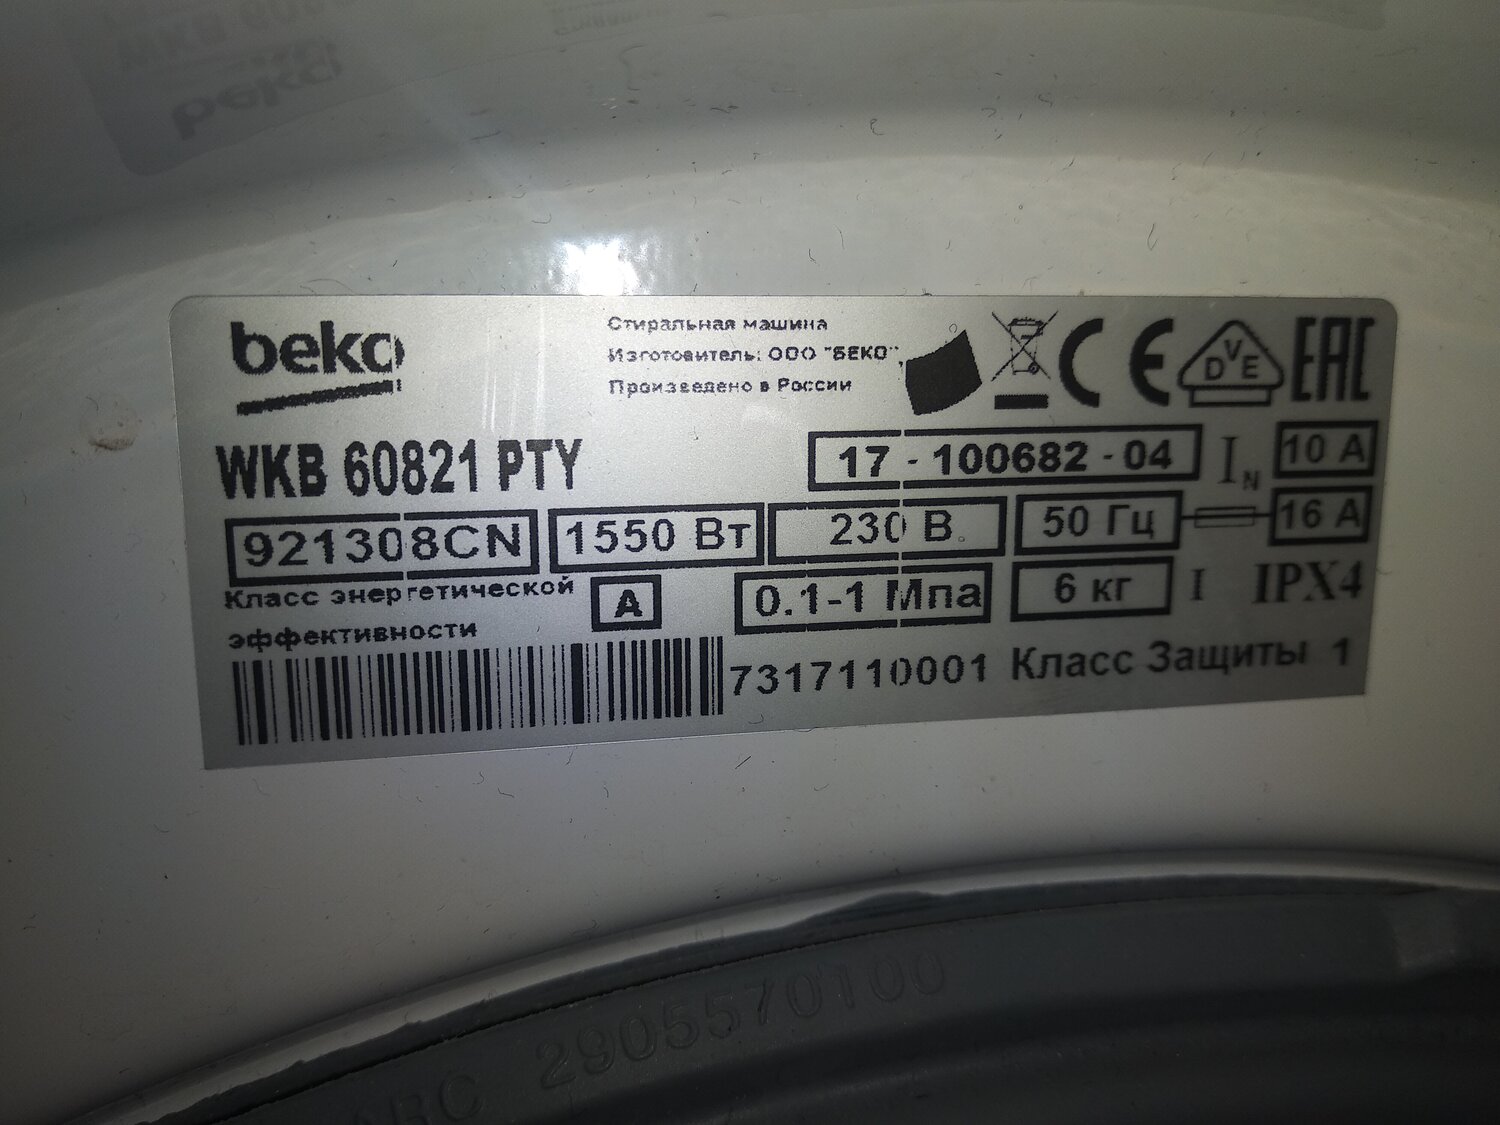 beko
Стиральная машина
Изготовитель: ООО "БЕКО",
Произведено в России
CE
DVE
EAC
WKB 60821 PTY
17 - 100682 - 04
IN
10 A
921308CN
1550 Вт
230 В.
50 Гц
16 A
Класс энергетической
эффективности
A
0.1-1 Мпа
6 кг
I
IPX4
7317110001
Класс Защиты 1
2905570100